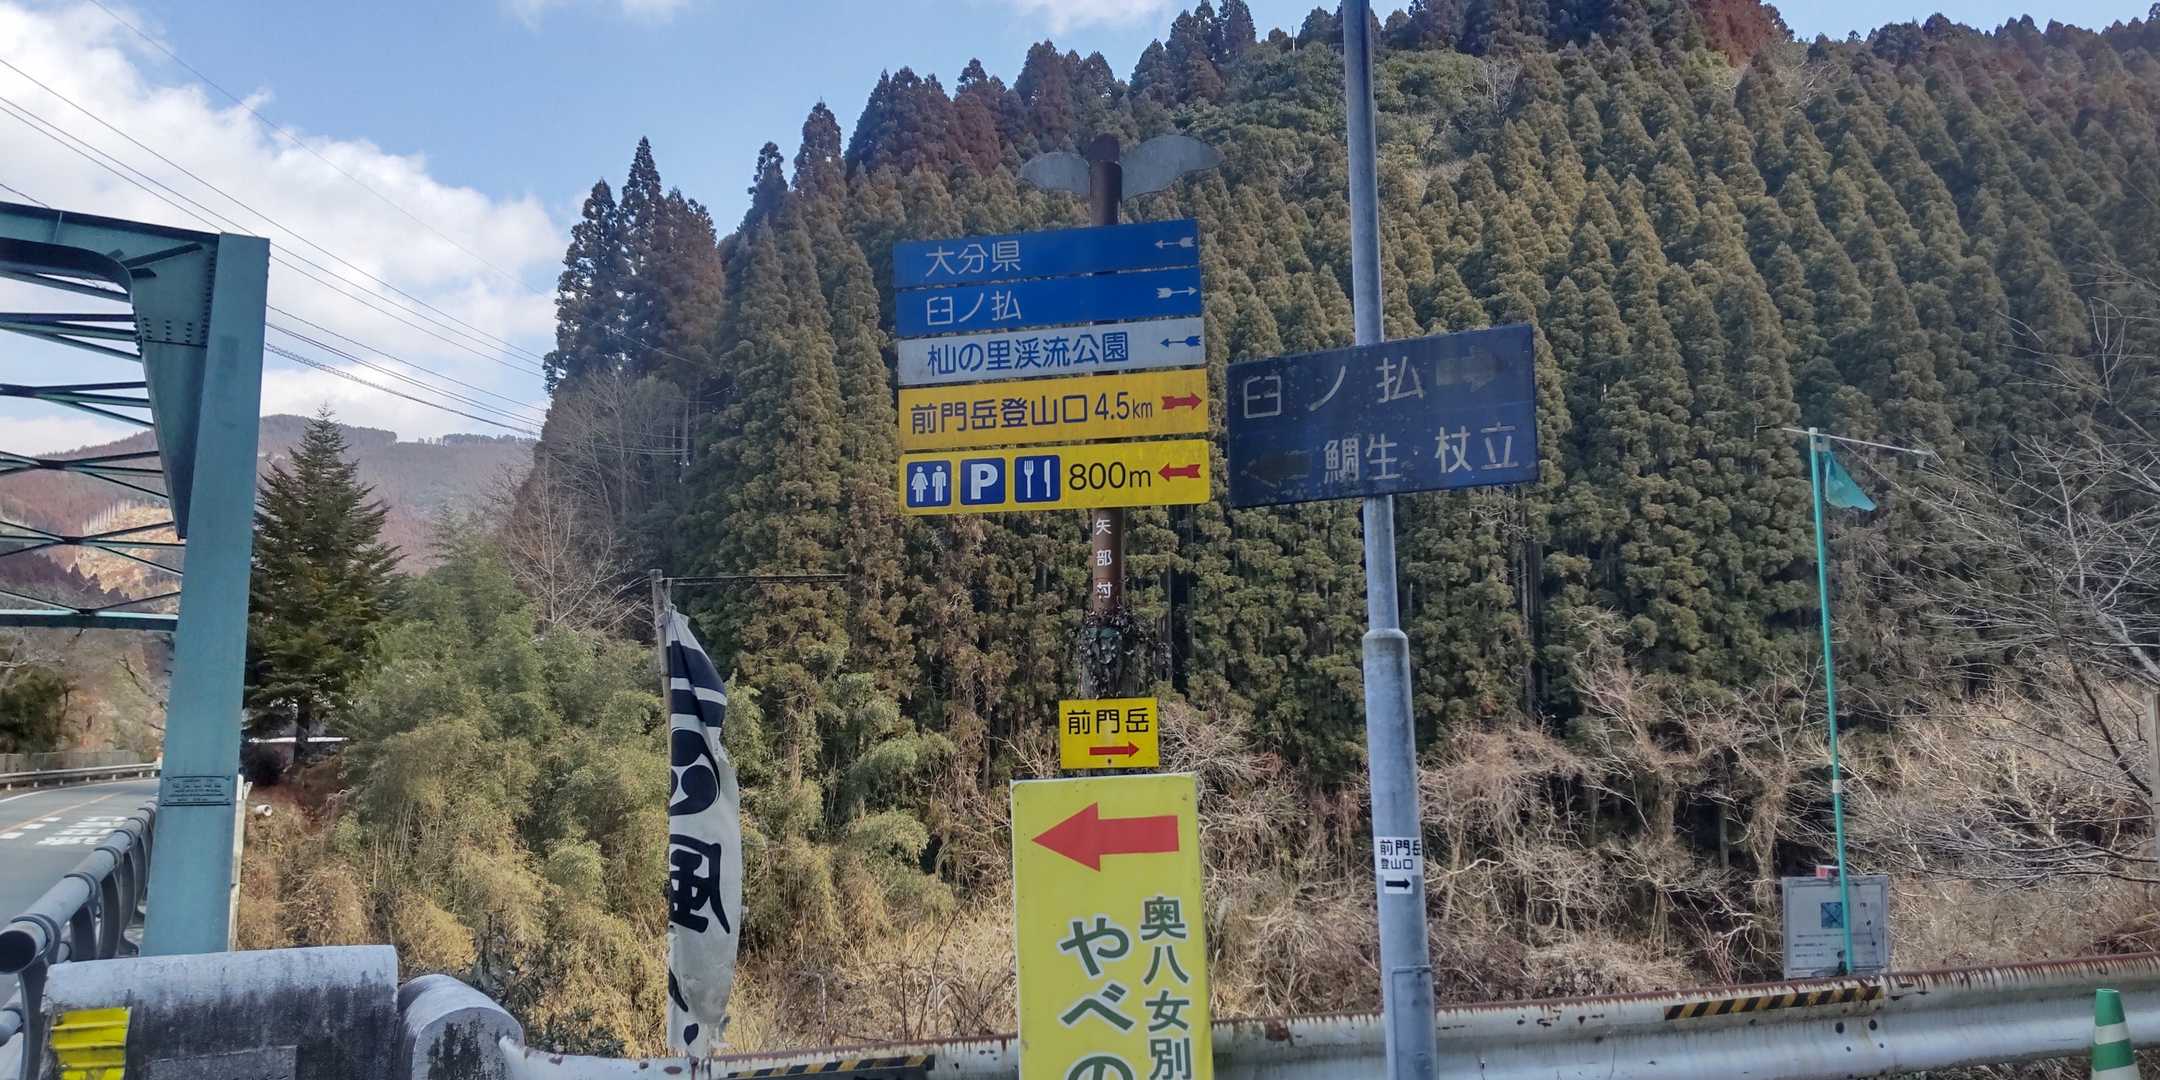 大分県
臼ノ払
杣の里渓流公園
前門岳登山口4.5km
P 800m
矢部村
臼ノ払
鯛生 杖立
前門岳
前門岳
登山口
奥八女別
やべの
風